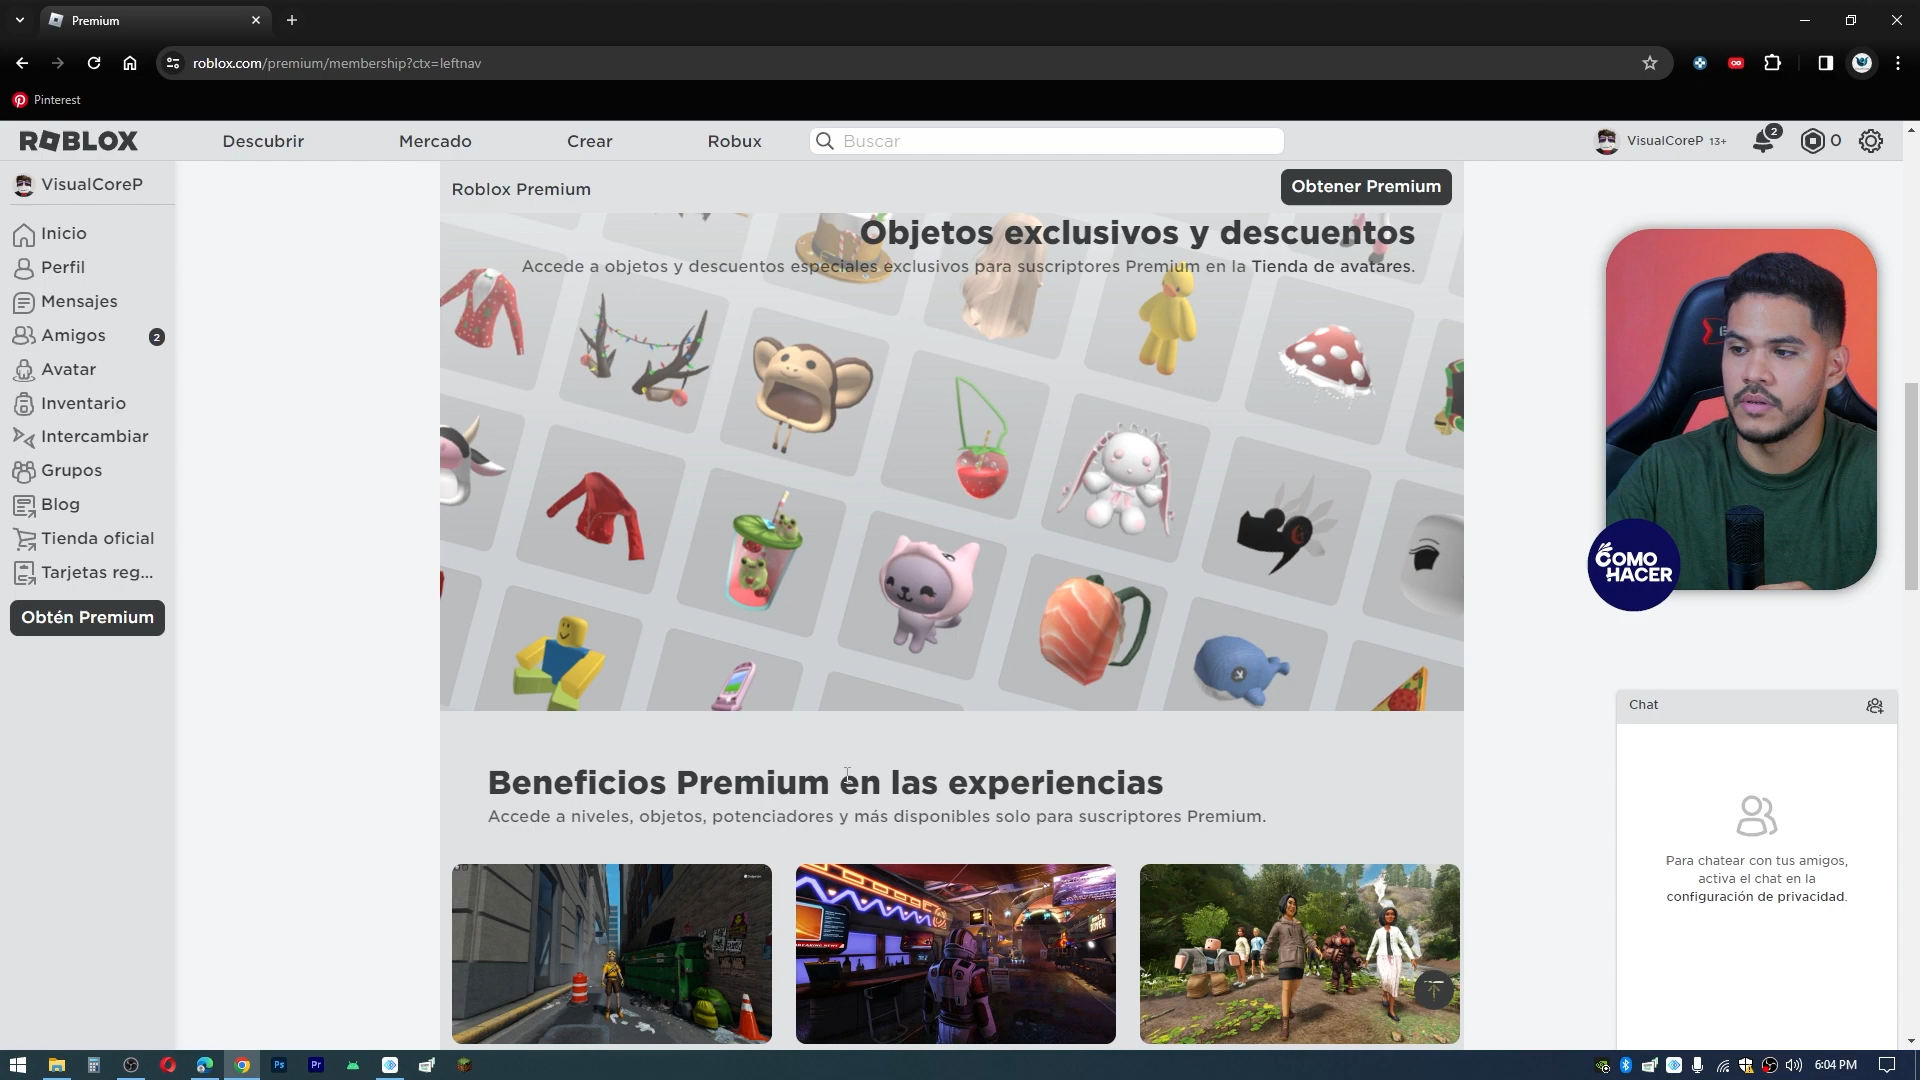 Premium
roblox.com/premium/membership?ctx=leftnav
Pinterest
ROBLOX
Descubrir
Mercado
Crear
Robux
Buscar
VisualCoreP 13+
2
0
VisualCoreP
Inicio
Perfil
Mensajes
Amigos
2
Avatar
Inventario
Intercambiar
Grupos
Blog
Tienda oficial
Tarjetas reg...
Obtén Premium
Roblox Premium
Obtener Premium
Objetos exclusivos y descuentos
Accede a objetos y descuentos especiales exclusivos para suscriptores Premium en la Tienda de avatares.
Beneficios Premium en las experiencias
Accede a niveles, objetos, potenciadores y más disponibles solo para suscriptores Premium.
COMO
HACER
Chat
Para chatear con tus amigos,
activa el chat en la
configuración de privacidad.
Ps
Pr
6:04 PM